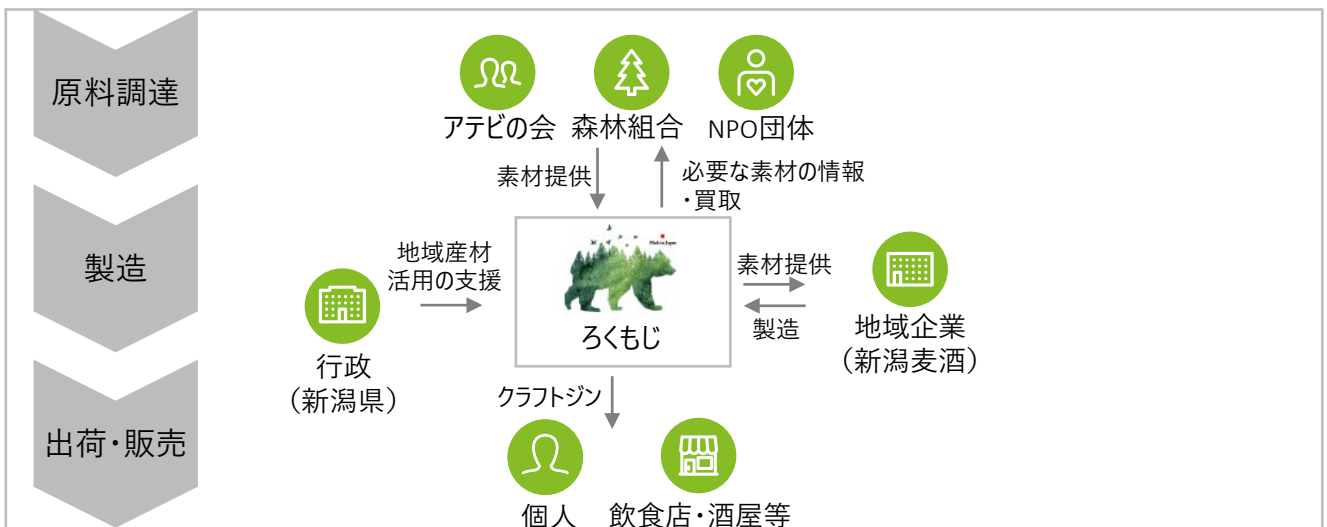 原料調達
アテビの会
森林組合
NPO団体
素材提供
必要な素材の情報
・買取
製造
地域産材
活用の支援
Made in Japan
ろくもじ
素材提供
製造
行政
（新潟県）
地域企業
（新潟麦酒）
出荷・販売
クラフトジン
個人
飲食店・酒屋等